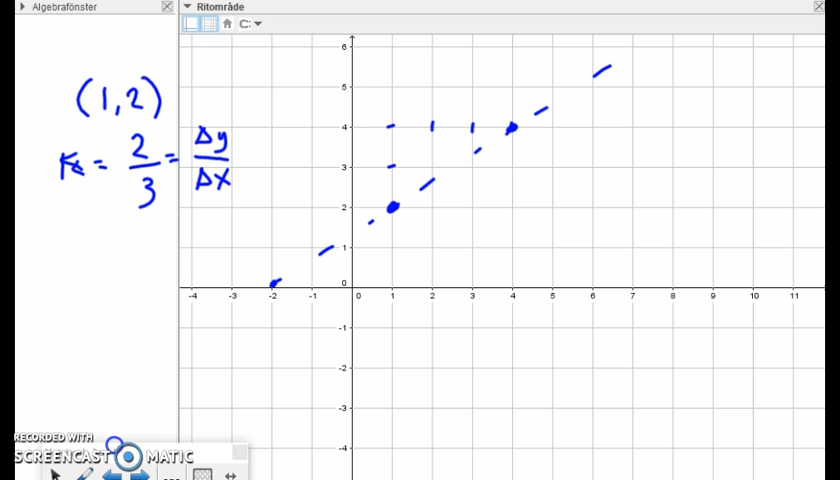 Algebrafönster
Ritområde
(1,2)
K = 2/3 = Δy/Δx
6
5
4
3
2
1
0
-4 -3 -2 -1 0 1 2 3 4 5 6 7 8 9 10 11
-1
-2
-3
-4
RECORDED WITH
SCREENCAST MATIC